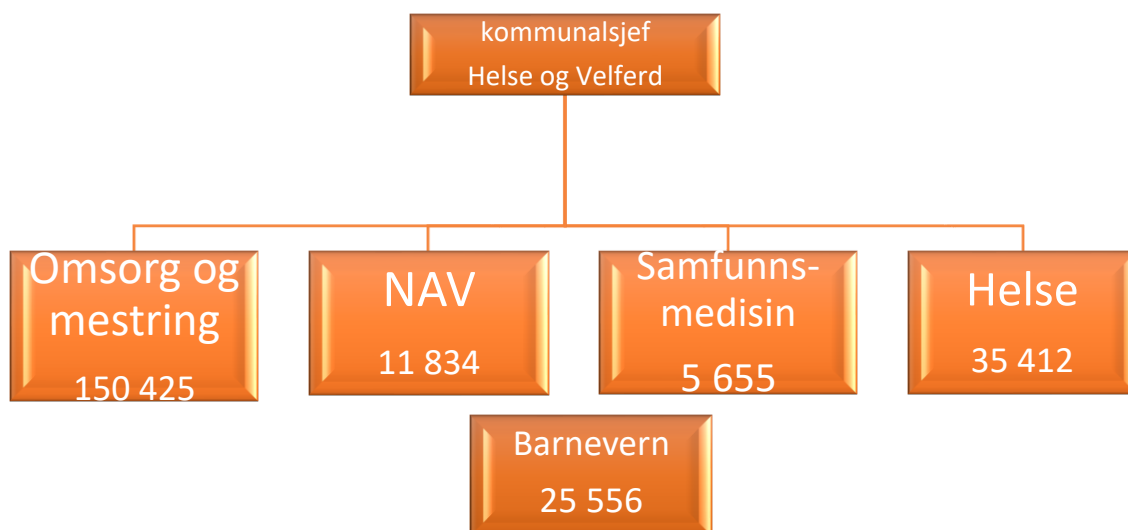 kommunalsjef
Helse og Velferd
Omsorg og
mestring
150 425
NAV
11 834
Samfunns-
medisin
5 655
Helse
35 412
Barnevern
25 556